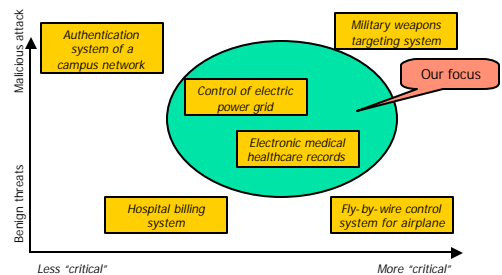 Malicious attack
Benign threats
Authentication
system of a
campus network
Military weapons
targeting system
Our focus
Control of electric
power grid
Electronic medical
healthcare records
Hospital billing
system
Fly-by-wire control
system for airplane
Less "critical"
More "critical"